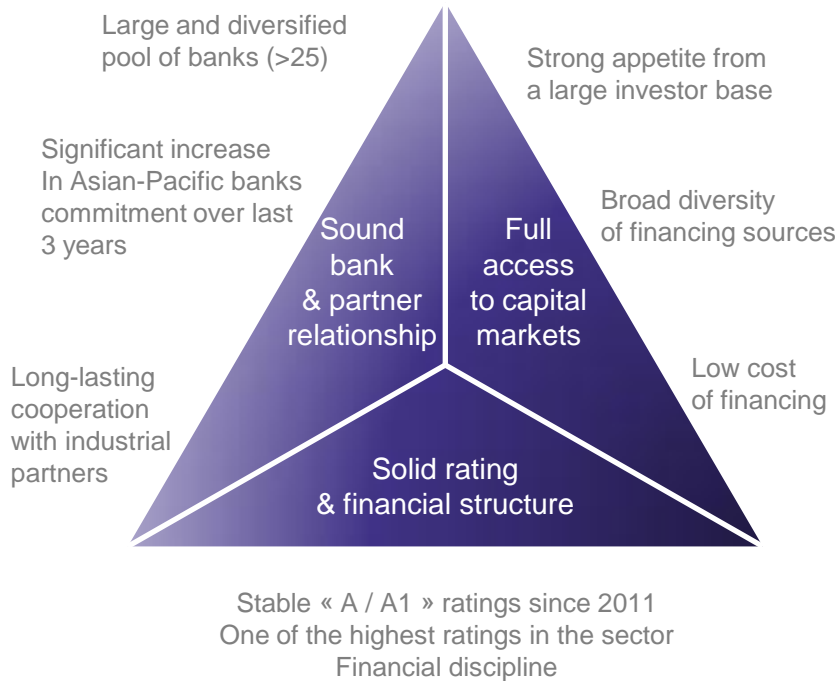 Large and diversified
pool of banks (>25)
Strong appetite from
a large investor base
Significant increase
In Asian-Pacific banks
commitment over last
3 years
Broad diversity
of financing sources
Sound
bank
& partner
relationship
Full
access
to capital
markets
Long-lasting
cooperation
with industrial
partners
Low cost
of financing
Solid rating
& financial structure
Stable « A / A1 » ratings since 2011
One of the highest ratings in the sector
Financial discipline